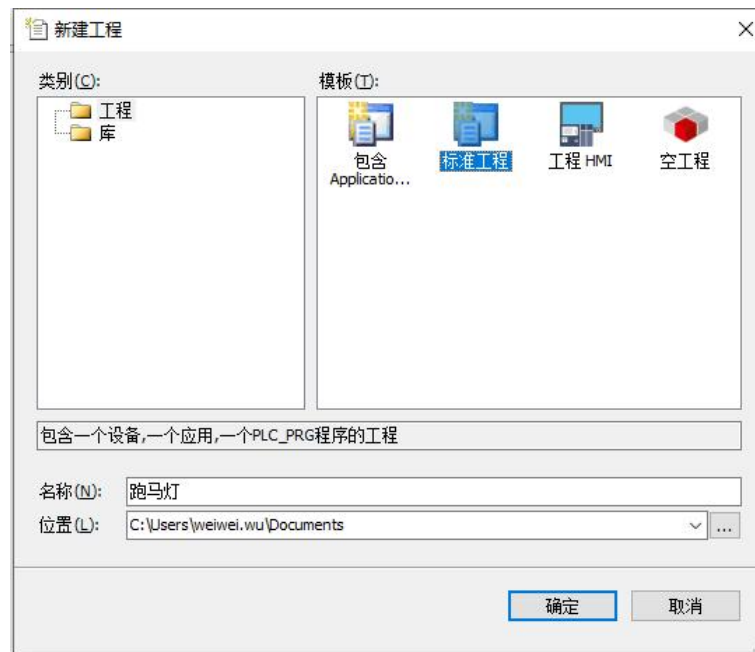 新建工程
类别(C):
模板(T):
工程
库
包含
Applicatio...
标准工程
工程 HMI
空工程
包含一个设备,一个应用,一个PLC_PRG程序的工程
名称(N):
跑马灯
位置(L):
C:\Users\weiwei.wu\Documents
...
确定
取消